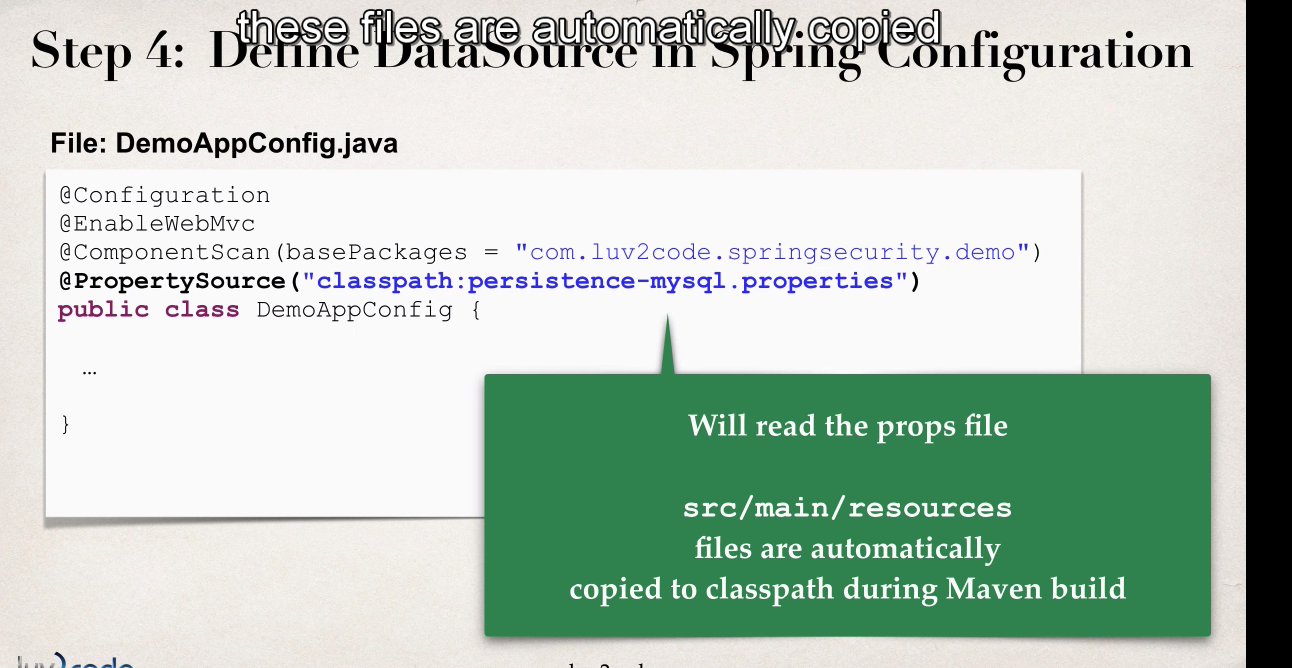 these files are automatically copied
Step 4: Define DataSource in Spring Configuration
File: DemoAppConfig.java
@Configuration
@EnableWebMvc
@ComponentScan(basePackages = "com.luv2code.springsecurity.demo")
@PropertySource("classpath:persistence-mysql.properties")
public class DemoAppConfig {
…
}
Will read the props file
src/main/resources
files are automatically
copied to classpath during Maven build